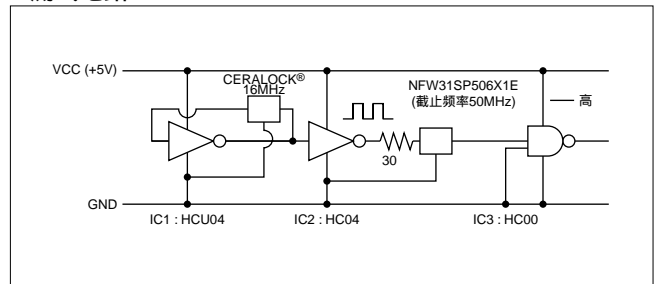 VCC (+5V)
CERALOCK®
16MHz
NFW31SP506X1E
(截止频率50MHz)
高
30
GND
IC1 : HCU04
IC2 : HC04
IC3 : HC00